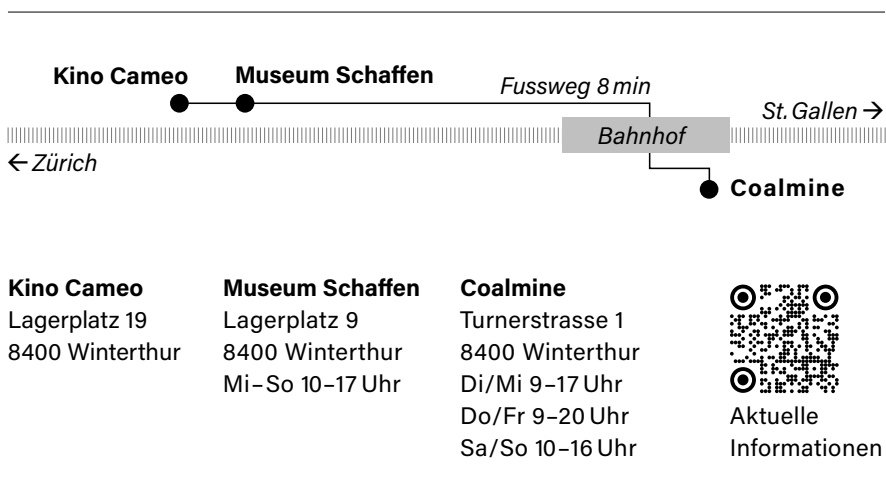 Kino Cameo
Museum Schaffen
Fussweg 8 min
St. Gallen →
Bahnhof
← Zürich
Coalmine
Kino Cameo
Lagerplatz 19
8400 Winterthur
Museum Schaffen
Lagerplatz 9
8400 Winterthur
Mi–So 10–17 Uhr
Coalmine
Turnerstrasse 1
8400 Winterthur
Di/Mi 9–17 Uhr
Do/Fr 9–20 Uhr
Sa/So 10–16 Uhr
Aktuelle
Informationen